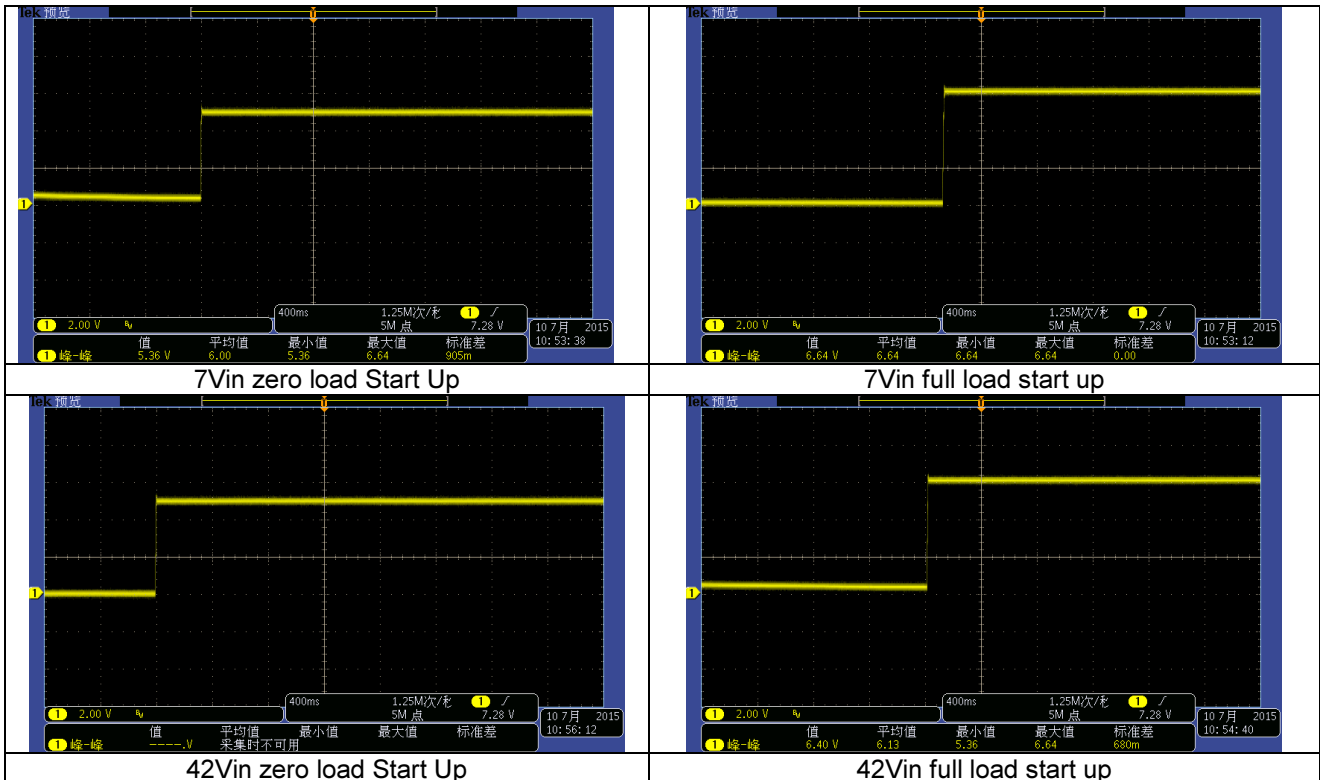 Tek 预览
1
400ms 1.25M次/秒 1
1 2.00 V 5M 点 7.28 V
10 7月 2015
值 平均值 最小值 最大值 标准差
10:53:38
1 峰-峰 5.36 V 6.00 5.36 6.64 905m
7Vin zero load Start Up
Tek 预览
1
400ms 1.25M次/秒 1
1 2.00 V 5M 点 7.28 V
10 7月 2015
值 平均值 最小值 最大值 标准差
10:53:12
1 峰-峰 6.64 V 6.64 6.64 6.64 0.00
7Vin full load start up
Tek 预览
1
400ms 1.25M次/秒 1
1 2.00 V 5M 点 7.28 V
10 7月 2015
值 平均值 最小值 最大值 标准差
10:56:12
1 峰-峰 ----.V 采集时不可用
42Vin zero load Start Up
Tek 预览
1
400ms 1.25M次/秒 1
1 2.00 V 5M 点 7.28 V
10 7月 2015
值 平均值 最小值 最大值 标准差
10:54:40
1 峰-峰 6.40 V 6.13 5.36 6.64 680m
42Vin full load start up